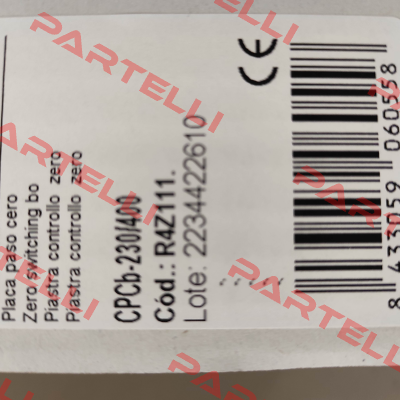 Placa paso cero
Zero switching bo
Piastra controllo zero
Piastra controllo zero
CPCb-230/400
Cód.: R4Z111.
Lote: 2234422610
CE
8 433059 060558
PARTELLI
PARTELLI
PARTELLI
PARTELLI
PARTELLI